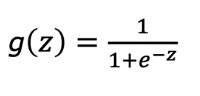 g(z) = 1/(1+e^{-z})